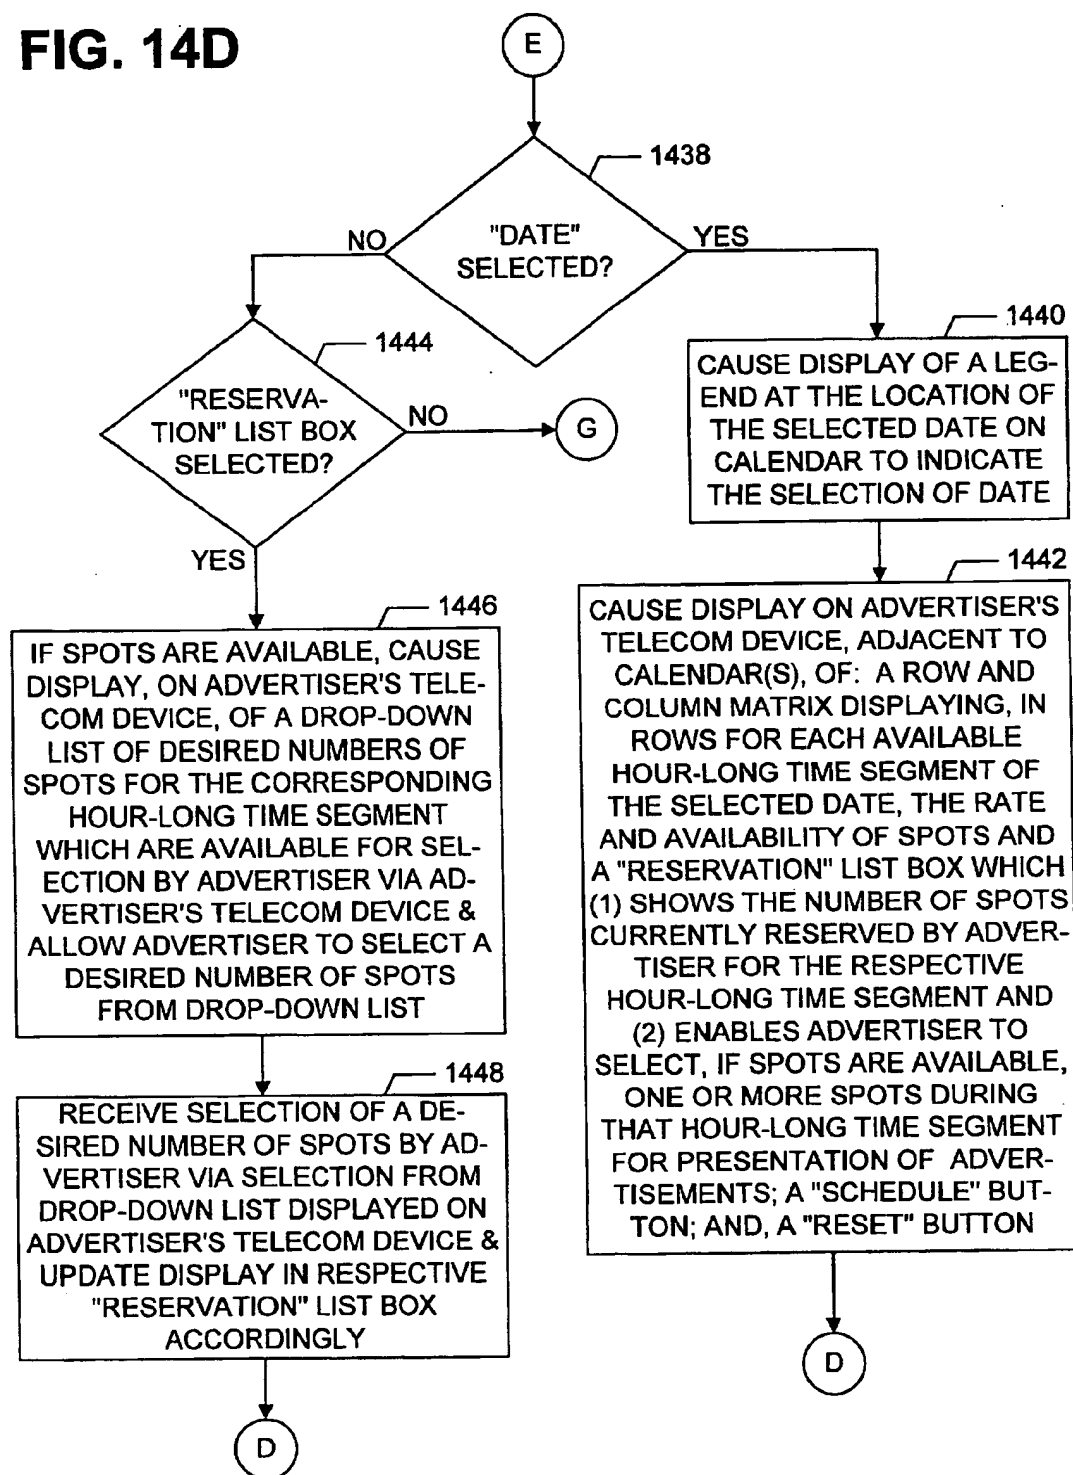 FIG. 14D
E
1438
"DATE"
SELECTED?
NO
YES
1444
"RESERVA-
TION" LIST BOX
SELECTED?
NO
G
YES
1440
CAUSE DISPLAY OF A LEG-
END AT THE LOCATION OF
THE SELECTED DATE ON
CALENDAR TO INDICATE
THE SELECTION OF DATE
1442
CAUSE DISPLAY ON ADVERTISER'S
TELECOM DEVICE, ADJACENT TO
CALENDAR(S), OF: A ROW AND
COLUMN MATRIX DISPLAYING, IN
ROWS FOR EACH AVAILABLE
HOUR-LONG TIME SEGMENT OF
THE SELECTED DATE, THE RATE
AND AVAILABILITY OF SPOTS AND
A "RESERVATION" LIST BOX WHICH
(1) SHOWS THE NUMBER OF SPOTS
CURRENTLY RESERVED BY ADVER-
TISER FOR THE RESPECTIVE
HOUR-LONG TIME SEGMENT AND
(2) ENABLES ADVERTISER TO
SELECT, IF SPOTS ARE AVAILABLE,
ONE OR MORE SPOTS DURING
THAT HOUR-LONG TIME SEGMENT
FOR PRESENTATION OF ADVER-
TISEMENTS; A "SCHEDULE" BUT-
TON; AND, A "RESET" BUTTON
D
1446
IF SPOTS ARE AVAILABLE, CAUSE
DISPLAY, ON ADVERTISER'S TELE-
COM DEVICE, OF A DROP-DOWN
LIST OF DESIRED NUMBERS OF
SPOTS FOR THE CORRESPONDING
HOUR-LONG TIME SEGMENT
WHICH ARE AVAILABLE FOR SEL-
ECTION BY ADVERTISER VIA AD-
VERTISER'S TELECOM DEVICE &
ALLOW ADVERTISER TO SELECT A
DESIRED NUMBER OF SPOTS
FROM DROP-DOWN LIST
1448
RECEIVE SELECTION OF A DE-
SIRED NUMBER OF SPOTS BY AD-
VERTISER VIA SELECTION FROM
DROP-DOWN LIST DISPLAYED ON
ADVERTISER'S TELECOM DEVICE &
UPDATE DISPLAY IN RESPECTIVE
"RESERVATION" LIST BOX
ACCORDINGLY
D